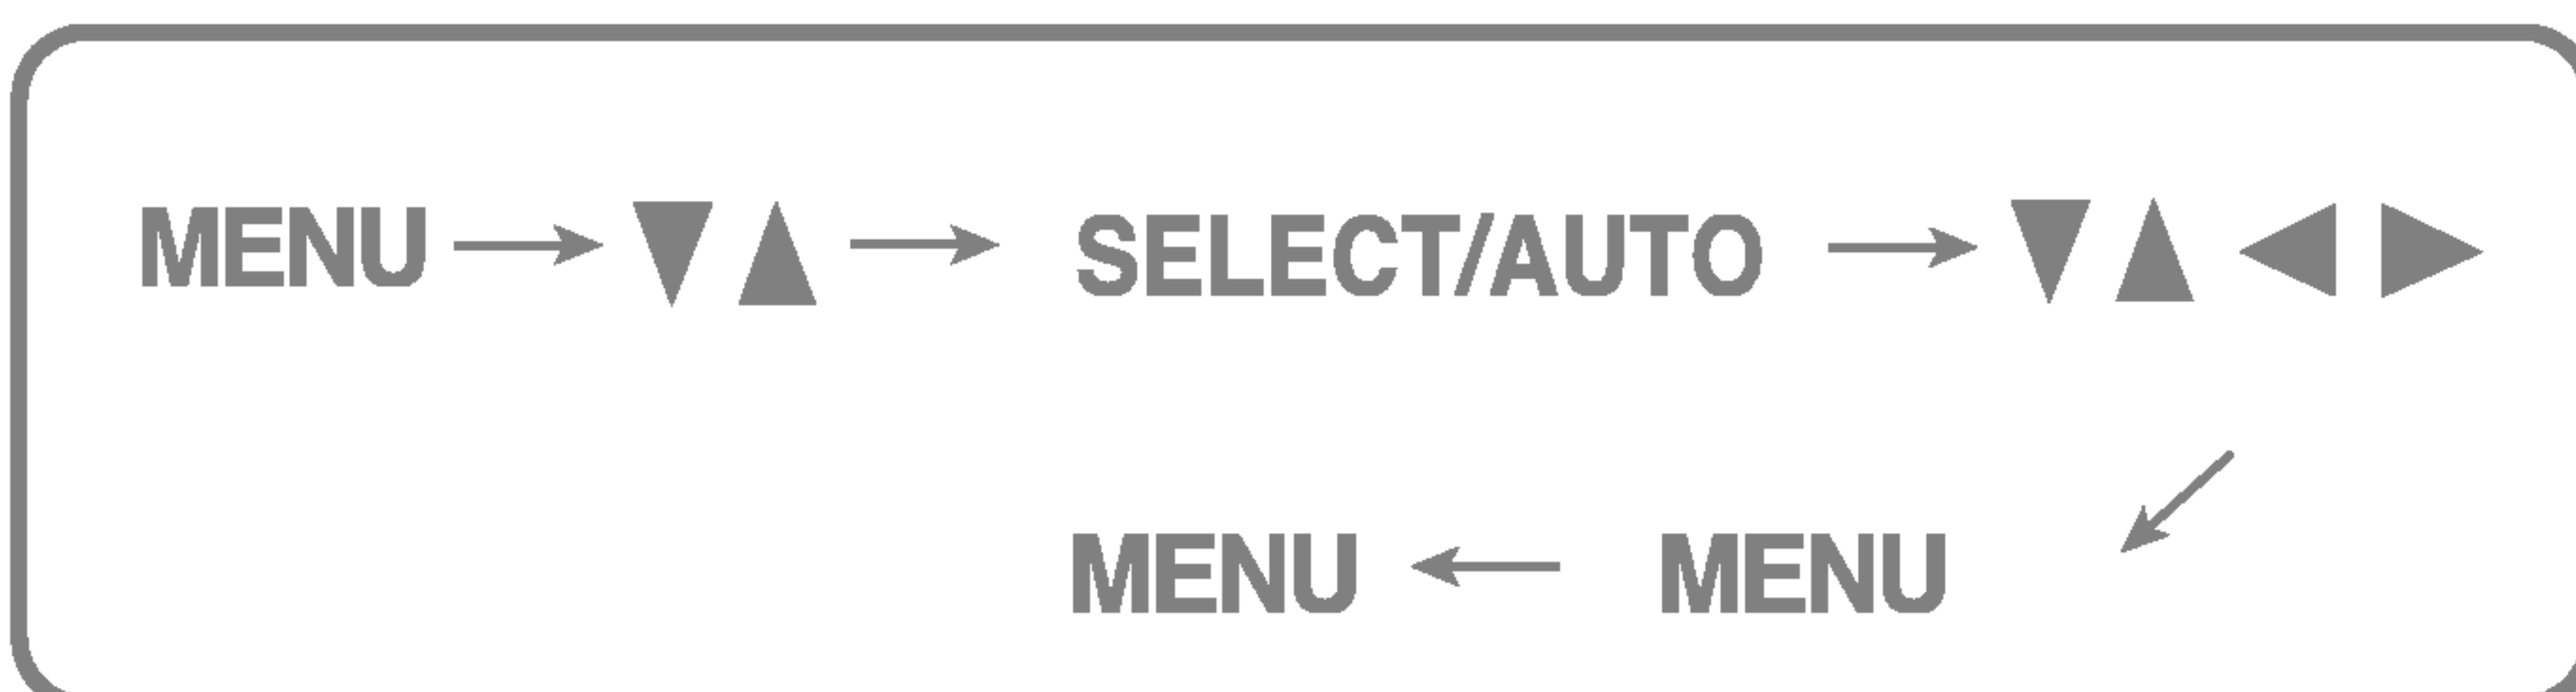 MENU → ▼ ▲ → SELECT/AUTO → ▼ ▲ ◀ ▶
MENU ← MENU